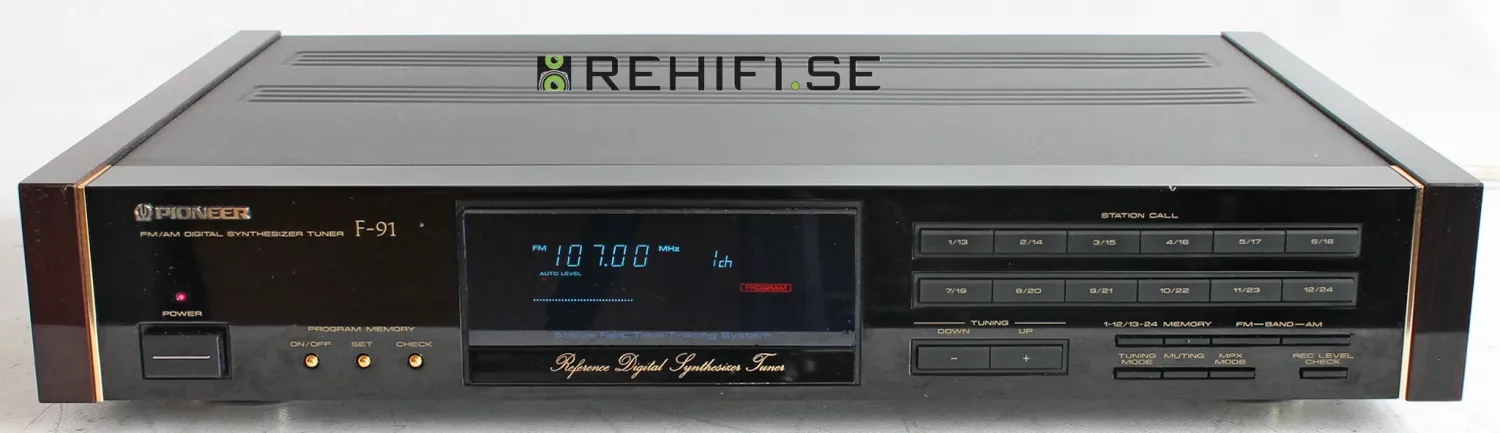 REHIFI.SE
PIONEER
FM/AM DIGITAL SYNTHESIZER TUNER F-91
STATION CALL
1/13 2/14 3/15 4/16 5/17 6/18
7/19 8/20 9/21 10/22 11/23 12/24
FM 107.00 MHz 1ch
AUTO LEVEL
PROGRAM
Active Real-Time Tracing System
Reference Digital Synthesizer Tuner
POWER
PROGRAM MEMORY
ON/OFF SET CHECK
TUNING
DOWN UP
- +
1-12/13-24 MEMORY FM-BAND-AM
TUNING MODE MUTING MPX MODE REC LEVEL CHECK